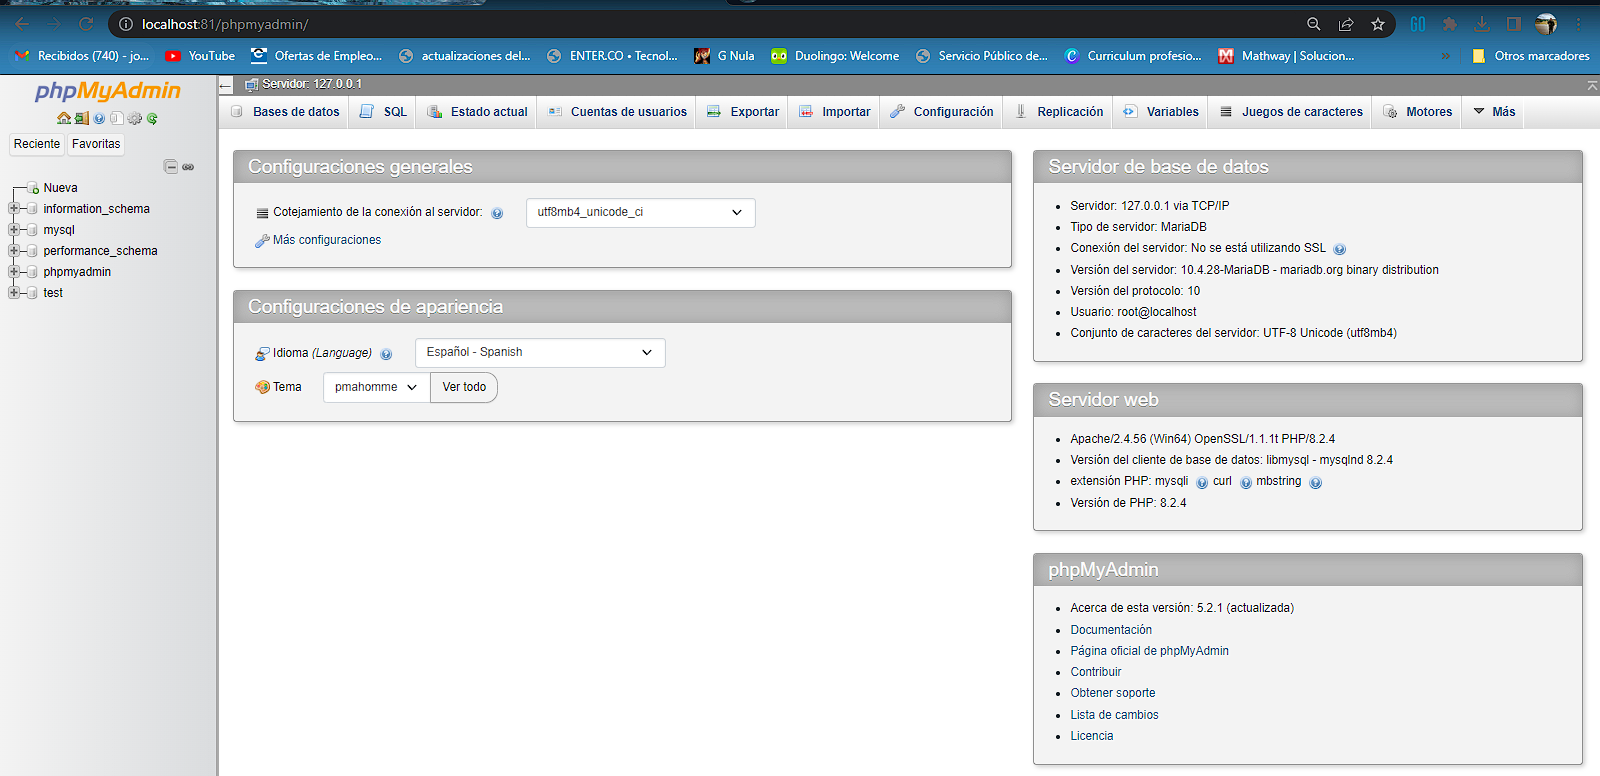 localhost:81/phpmyadmin/
GO
Recibidos (740) - jo...
YouTube
Ofertas de Empleo...
actualizaciones del...
ENTER.CO • Tecnol...
G Nula
Duolingo: Welcome
Servicio Público de...
Curriculum profesio...
Mathway | Solucion...
»
Otros marcadores
phpMyAdmin
Reciente
Favoritas
Nueva
information_schema
mysql
performance_schema
phpmyadmin
test
Servidor: 127.0.0.1
Bases de datos
SQL
Estado actual
Cuentas de usuarios
Exportar
Importar
Configuración
Replicación
Variables
Juegos de caracteres
Motores
Más
Configuraciones generales
Cotejamiento de la conexión al servidor:
utf8mb4_unicode_ci
Más configuraciones
Configuraciones de apariencia
Idioma (Language)
Español - Spanish
Tema
pmahomme
Ver todo
Servidor de base de datos
Servidor: 127.0.0.1 via TCP/IP
Tipo de servidor: MariaDB
Conexión del servidor: No se está utilizando SSL
Versión del servidor: 10.4.28-MariaDB - mariadb.org binary distribution
Versión del protocolo: 10
Usuario: root@localhost
Conjunto de caracteres del servidor: UTF-8 Unicode (utf8mb4)
Servidor web
Apache/2.4.56 (Win64) OpenSSL/1.1.1t PHP/8.2.4
Versión del cliente de base de datos: libmysql - mysqlnd 8.2.4
extensión PHP: mysqli curl mbstring
Versión de PHP: 8.2.4
phpMyAdmin
Acerca de esta versión: 5.2.1 (actualizada)
Documentación
Página oficial de phpMyAdmin
Contribuir
Obtener soporte
Lista de cambios
Licencia